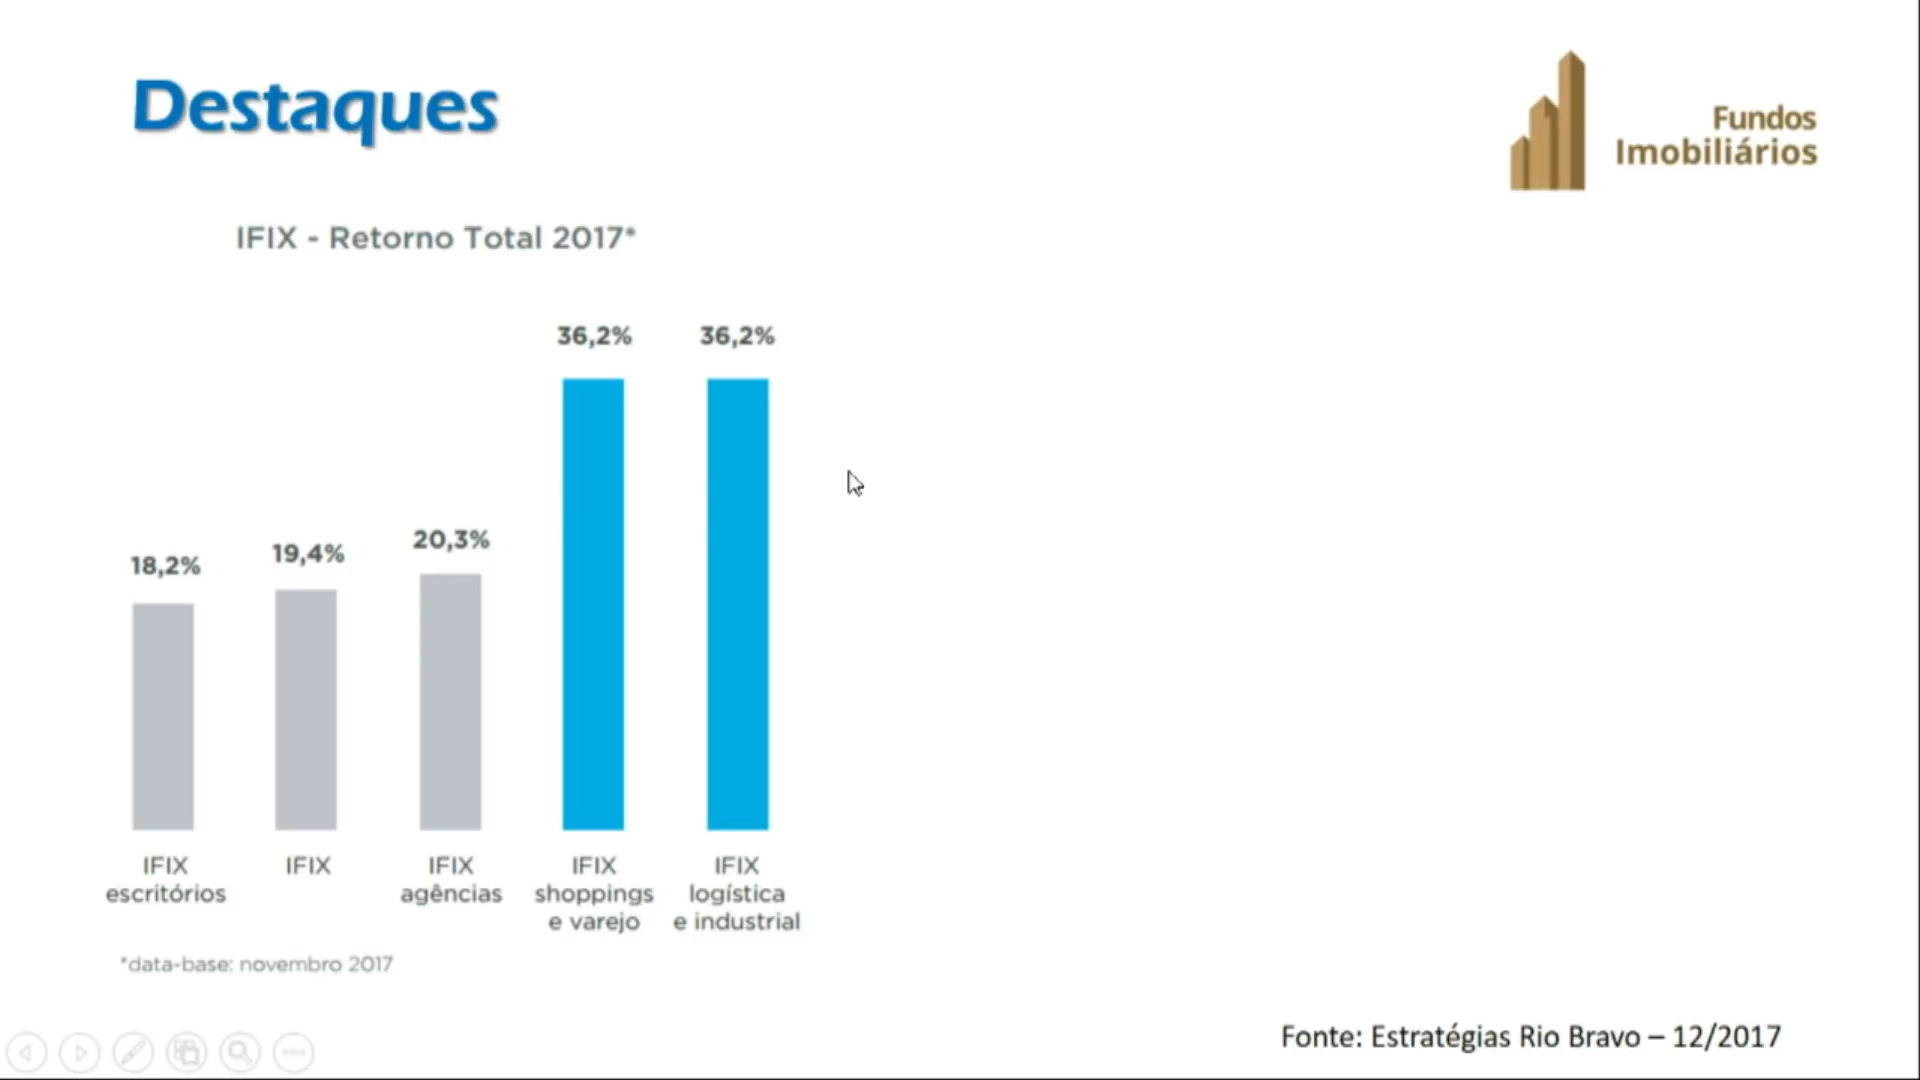 Destaques
Fundos
Imobiliários
IFIX - Retorno Total 2017*
18,2%
19,4%
20,3%
36,2%
36,2%
IFIX
escritórios
IFIX
IFIX
agências
IFIX
shoppings
e varejo
IFIX
logística
e industrial
*data-base: novembro 2017
Fonte: Estratégias Rio Bravo – 12/2017